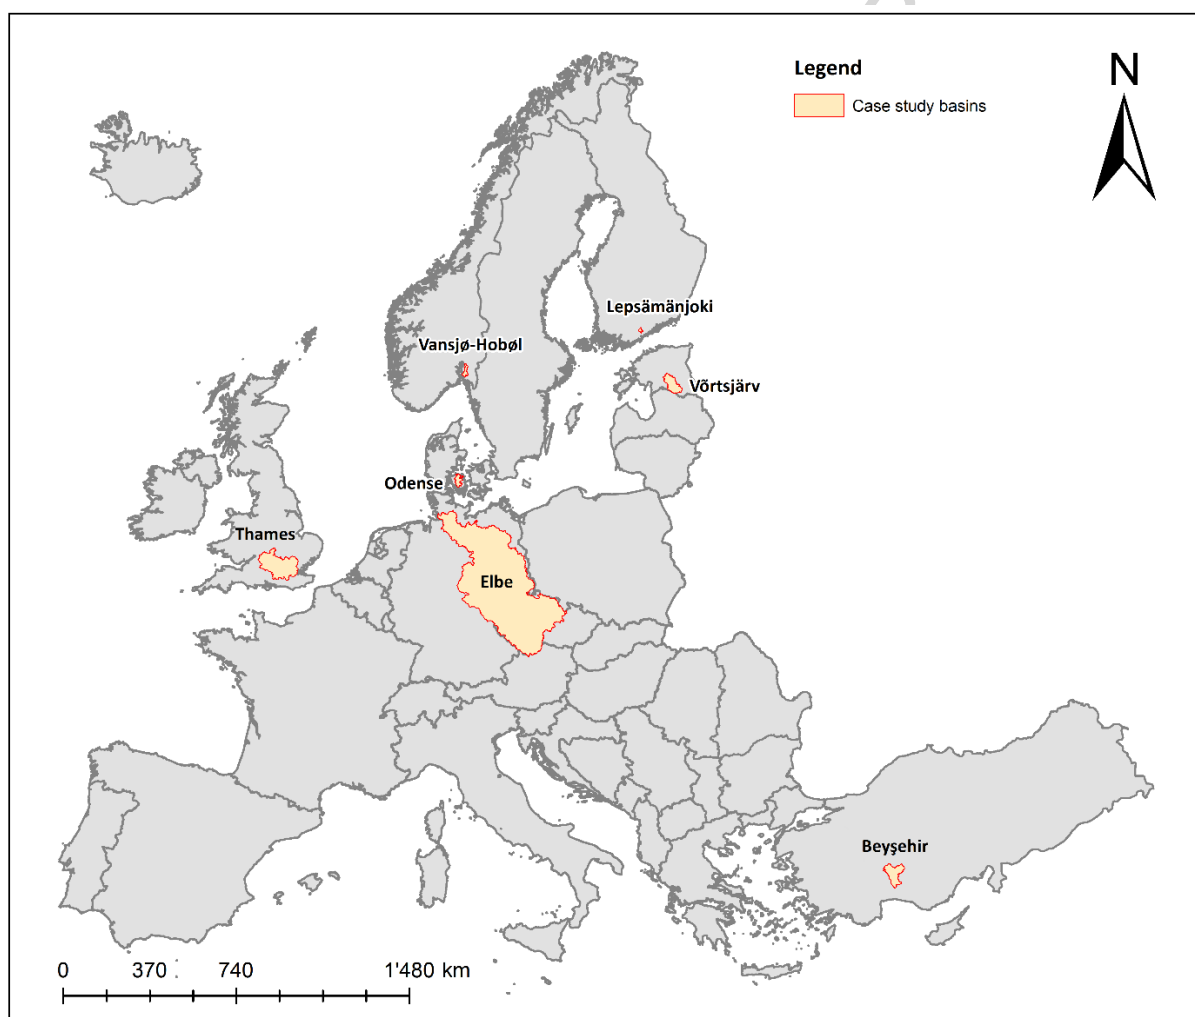 Legend
N
Case study basins
Lepsämänjoki
Vansjø-Hobøl
Võrtsjärv
Odense
Thames
Elbe
Beyşehir
0 370 740 1'480 km